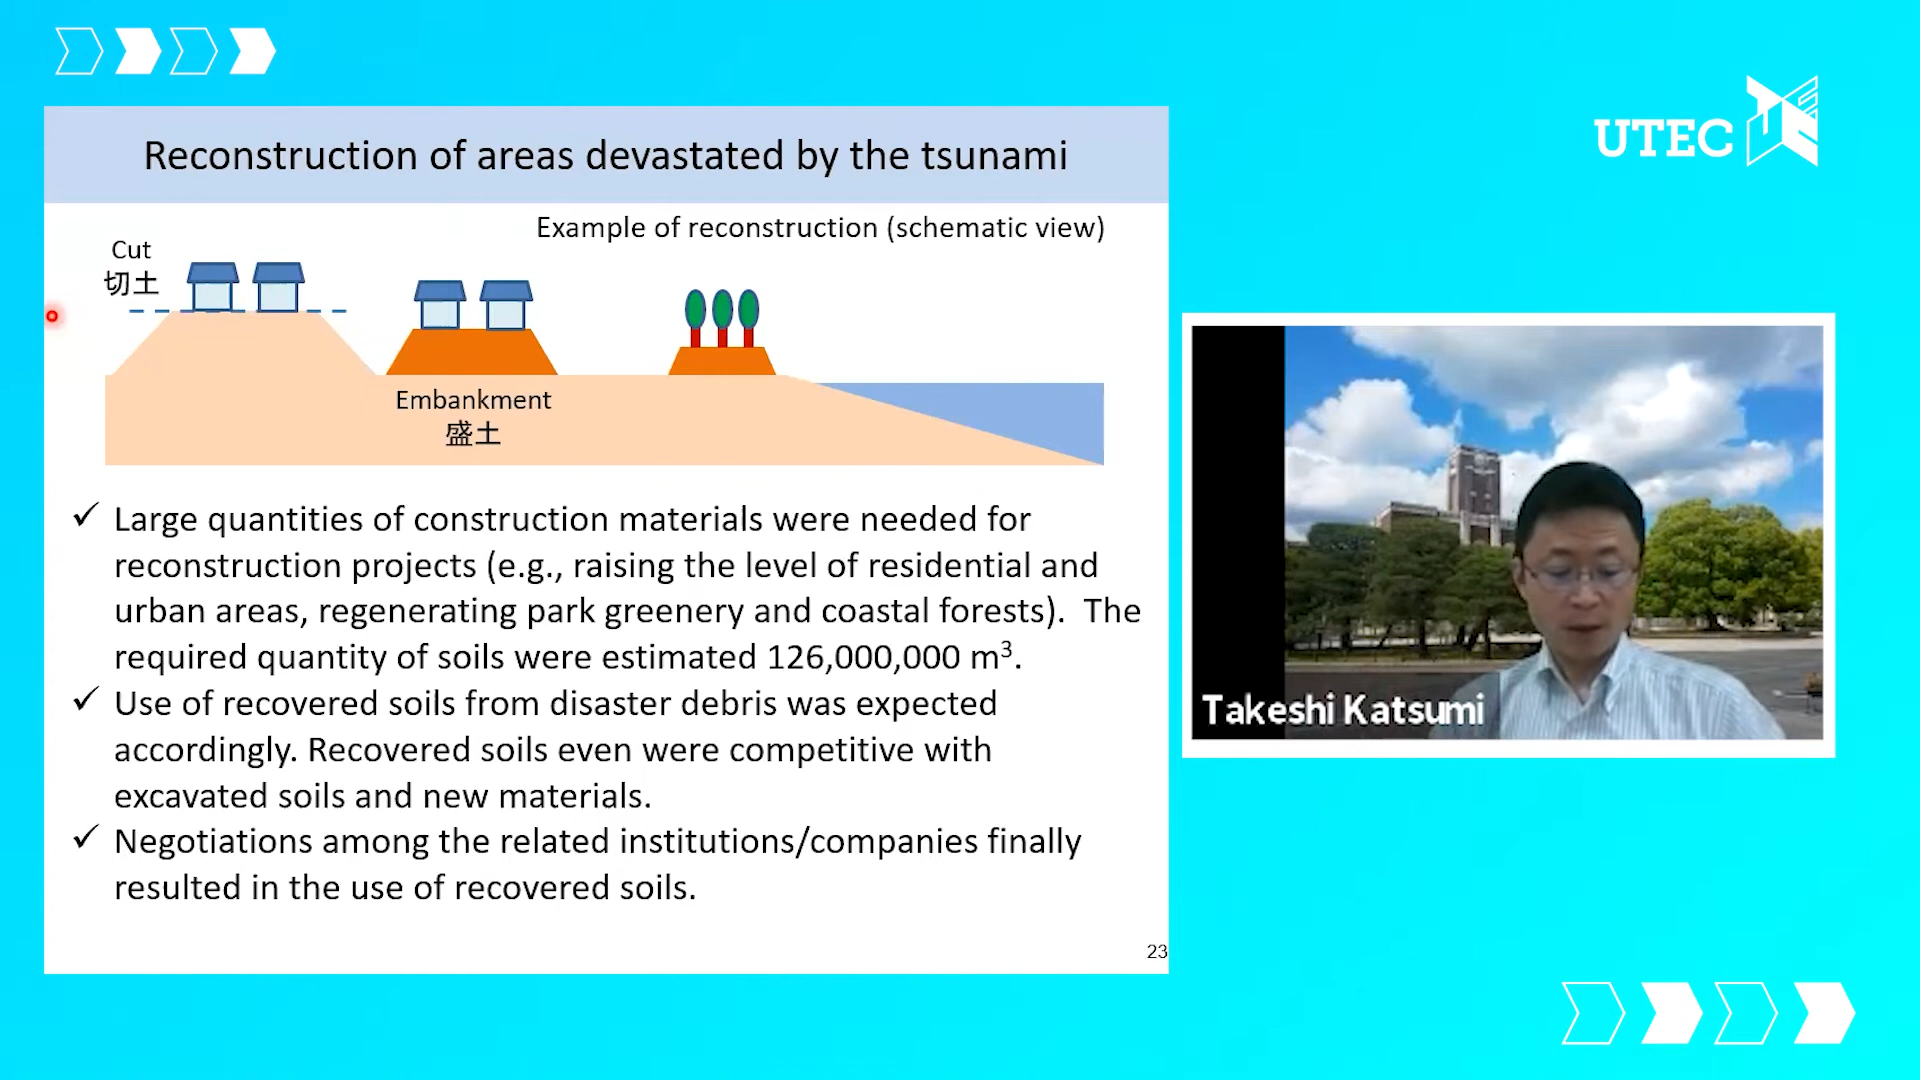 UTEC
Reconstruction of areas devastated by the tsunami
Example of reconstruction (schematic view)
Cut
切土
Embankment
盛土
✓ Large quantities of construction materials were needed for
reconstruction projects (e.g., raising the level of residential and
urban areas, regenerating park greenery and coastal forests).  The
required quantity of soils were estimated 126,000,000 m³.
✓ Use of recovered soils from disaster debris was expected
accordingly. Recovered soils even were competitive with
excavated soils and new materials.
✓ Negotiations among the related institutions/companies finally
resulted in the use of recovered soils.
23
Takeshi Katsumi